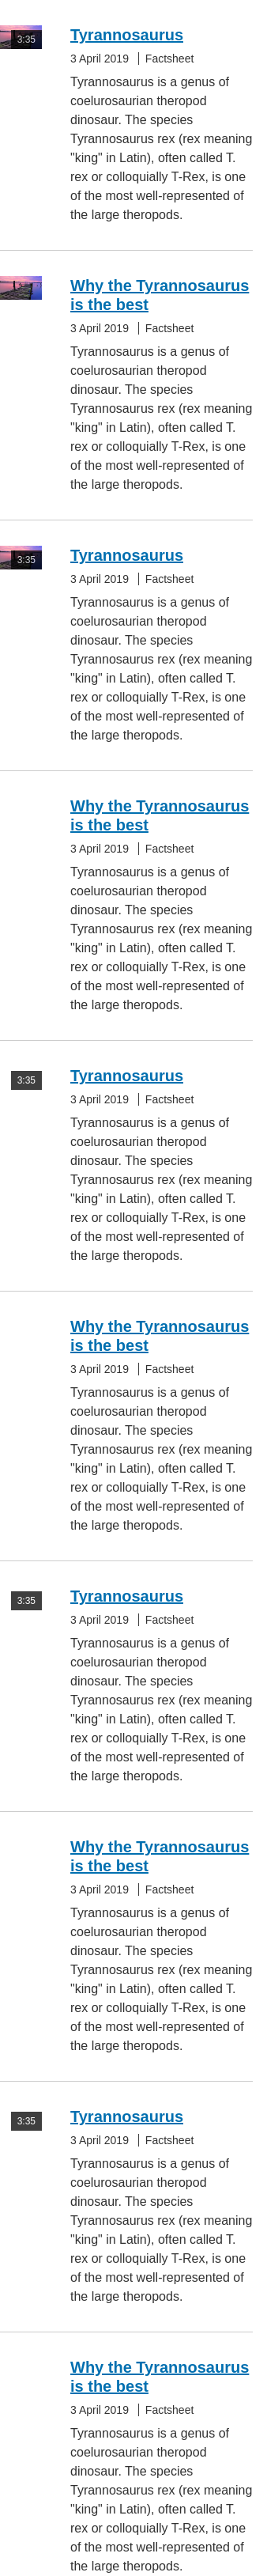 3:35
Tyrannosaurus
3 April 2019 Factsheet
Tyrannosaurus is a genus of
coelurosaurian theropod
dinosaur. The species
Tyrannosaurus rex (rex meaning
"king" in Latin), often called T.
rex or colloquially T-Rex, is one
of the most well-represented of
the large theropods.
Why the Tyrannosaurus
is the best
3 April 2019 Factsheet
Tyrannosaurus is a genus of
coelurosaurian theropod
dinosaur. The species
Tyrannosaurus rex (rex meaning
"king" in Latin), often called T.
rex or colloquially T-Rex, is one
of the most well-represented of
the large theropods.
3:35
Tyrannosaurus
3 April 2019 Factsheet
Tyrannosaurus is a genus of
coelurosaurian theropod
dinosaur. The species
Tyrannosaurus rex (rex meaning
"king" in Latin), often called T.
rex or colloquially T-Rex, is one
of the most well-represented of
the large theropods.
Why the Tyrannosaurus
is the best
3 April 2019 Factsheet
Tyrannosaurus is a genus of
coelurosaurian theropod
dinosaur. The species
Tyrannosaurus rex (rex meaning
"king" in Latin), often called T.
rex or colloquially T-Rex, is one
of the most well-represented of
the large theropods.
3:35
Tyrannosaurus
3 April 2019 Factsheet
Tyrannosaurus is a genus of
coelurosaurian theropod
dinosaur. The species
Tyrannosaurus rex (rex meaning
"king" in Latin), often called T.
rex or colloquially T-Rex, is one
of the most well-represented of
the large theropods.
Why the Tyrannosaurus
is the best
3 April 2019 Factsheet
Tyrannosaurus is a genus of
coelurosaurian theropod
dinosaur. The species
Tyrannosaurus rex (rex meaning
"king" in Latin), often called T.
rex or colloquially T-Rex, is one
of the most well-represented of
the large theropods.
3:35
Tyrannosaurus
3 April 2019 Factsheet
Tyrannosaurus is a genus of
coelurosaurian theropod
dinosaur. The species
Tyrannosaurus rex (rex meaning
"king" in Latin), often called T.
rex or colloquially T-Rex, is one
of the most well-represented of
the large theropods.
Why the Tyrannosaurus
is the best
3 April 2019 Factsheet
Tyrannosaurus is a genus of
coelurosaurian theropod
dinosaur. The species
Tyrannosaurus rex (rex meaning
"king" in Latin), often called T.
rex or colloquially T-Rex, is one
of the most well-represented of
the large theropods.
3:35
Tyrannosaurus
3 April 2019 Factsheet
Tyrannosaurus is a genus of
coelurosaurian theropod
dinosaur. The species
Tyrannosaurus rex (rex meaning
"king" in Latin), often called T.
rex or colloquially T-Rex, is one
of the most well-represented of
the large theropods.
Why the Tyrannosaurus
is the best
3 April 2019 Factsheet
Tyrannosaurus is a genus of
coelurosaurian theropod
dinosaur. The species
Tyrannosaurus rex (rex meaning
"king" in Latin), often called T.
rex or colloquially T-Rex, is one
of the most well-represented of
the large theropods.